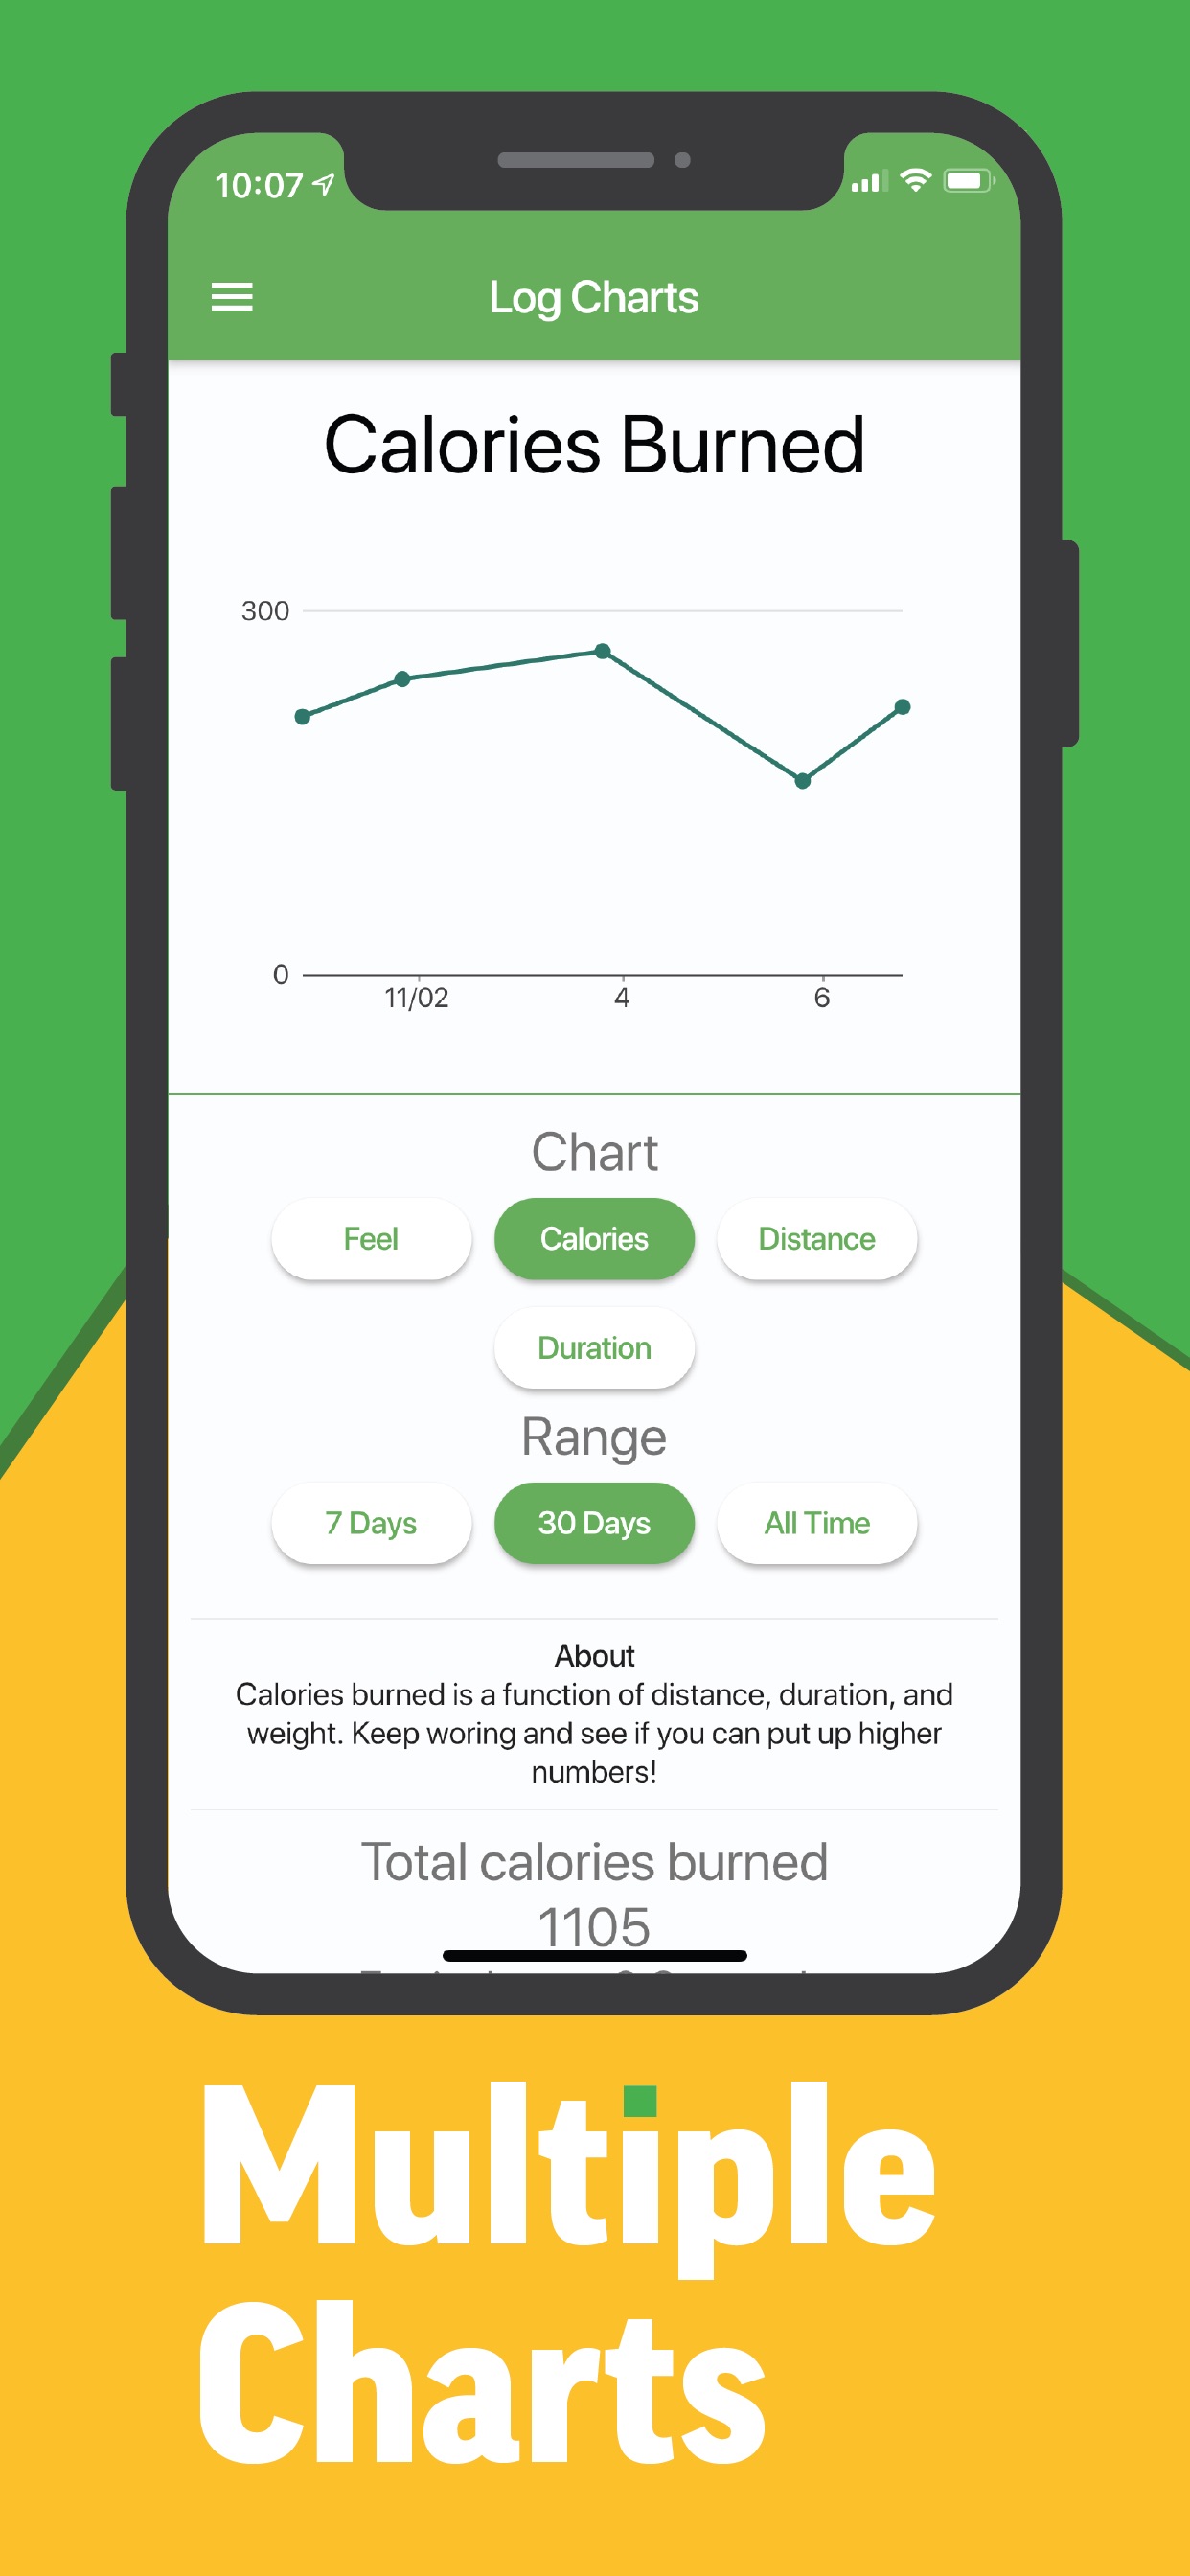 10:07
Log Charts
Calories Burned
300
0
11/02 4 6
Chart
Feel Calories Distance
Duration
Range
7 Days 30 Days All Time
About
Calories burned is a function of distance, duration, and
weight. Keep woring and see if you can put up higher
numbers!
Total calories burned
1105
Multiple
Charts